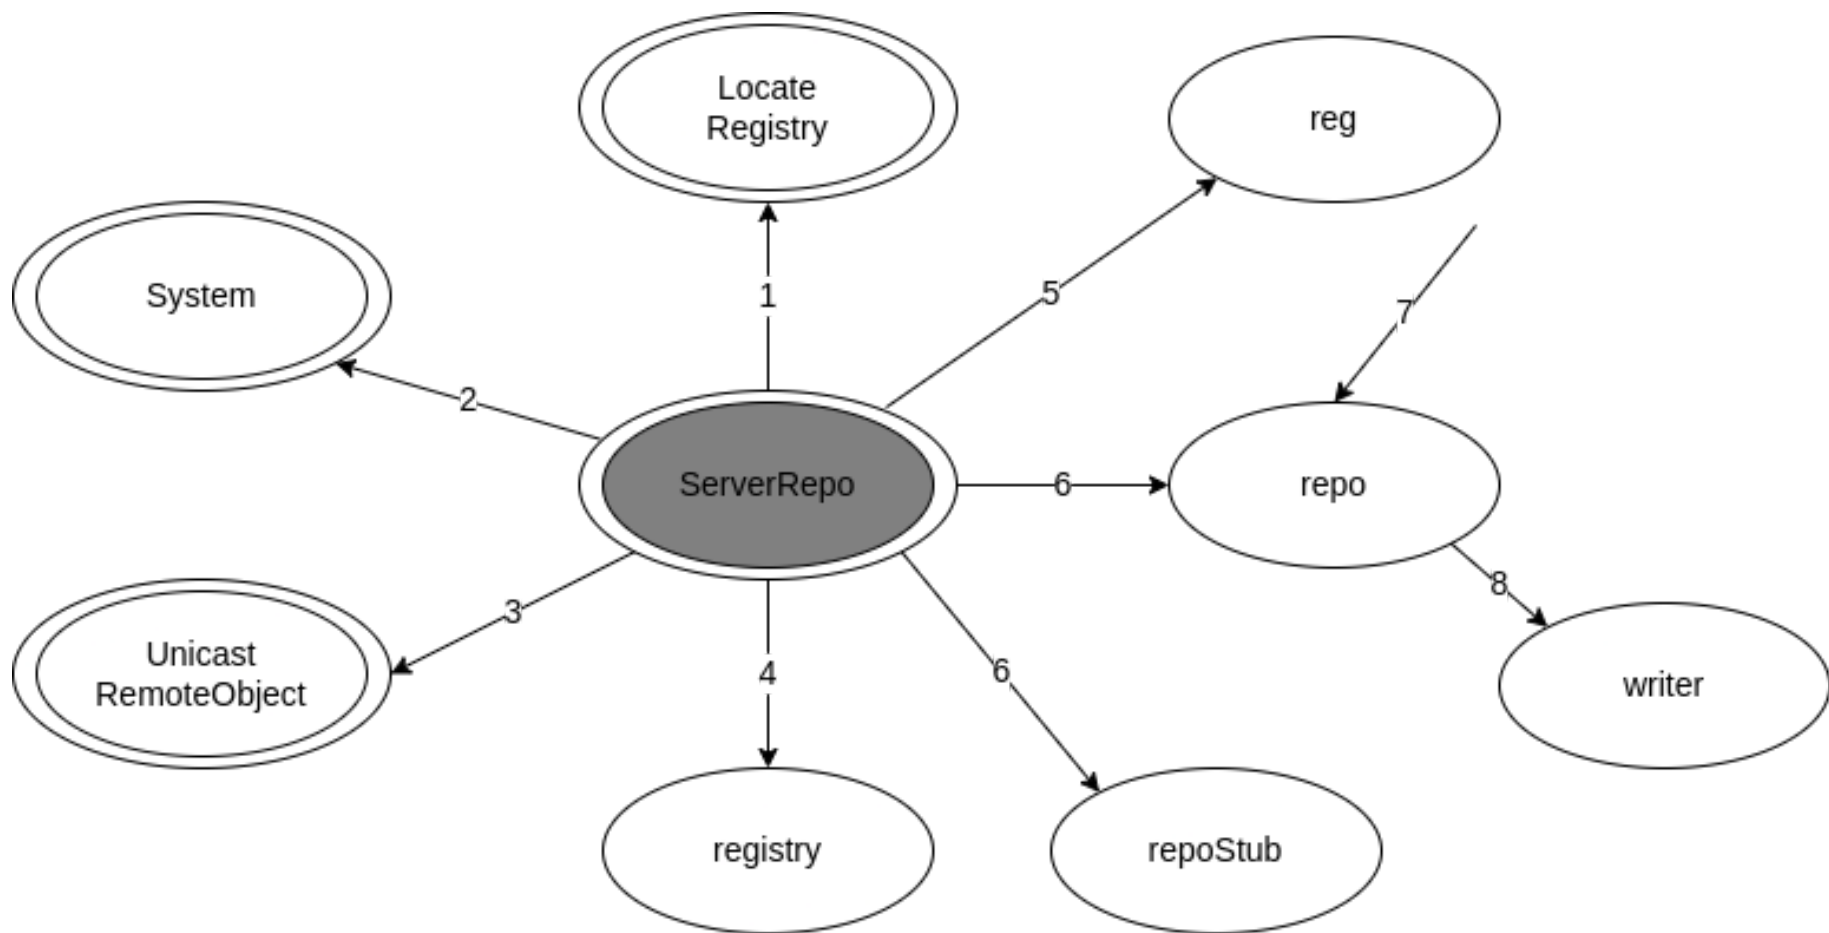 Locate
Registry
reg
System
1
5
7
2
ServerRepo
6
repo
8
3
Unicast
RemoteObject
4
6
writer
registry
repoStub